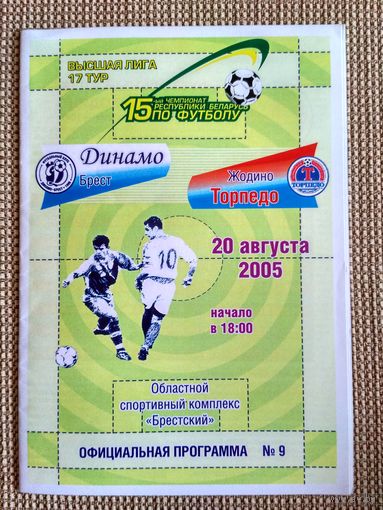 ВЫСШАЯ ЛИГА
17 ТУР
15-ЫЙ ЧЕМПИОНАТ
РЕСПУБЛИКИ БЕЛАРУСЬ
ПО ФУТБОЛУ
Динамо
Брест
Жодино
Торпедо
ТОРПЕДО
10
20 августа
2005
начало
в 18:00
Областной
спортивный комплекс
«Брестский»
ОФИЦИАЛЬНАЯ ПРОГРАММА № 9